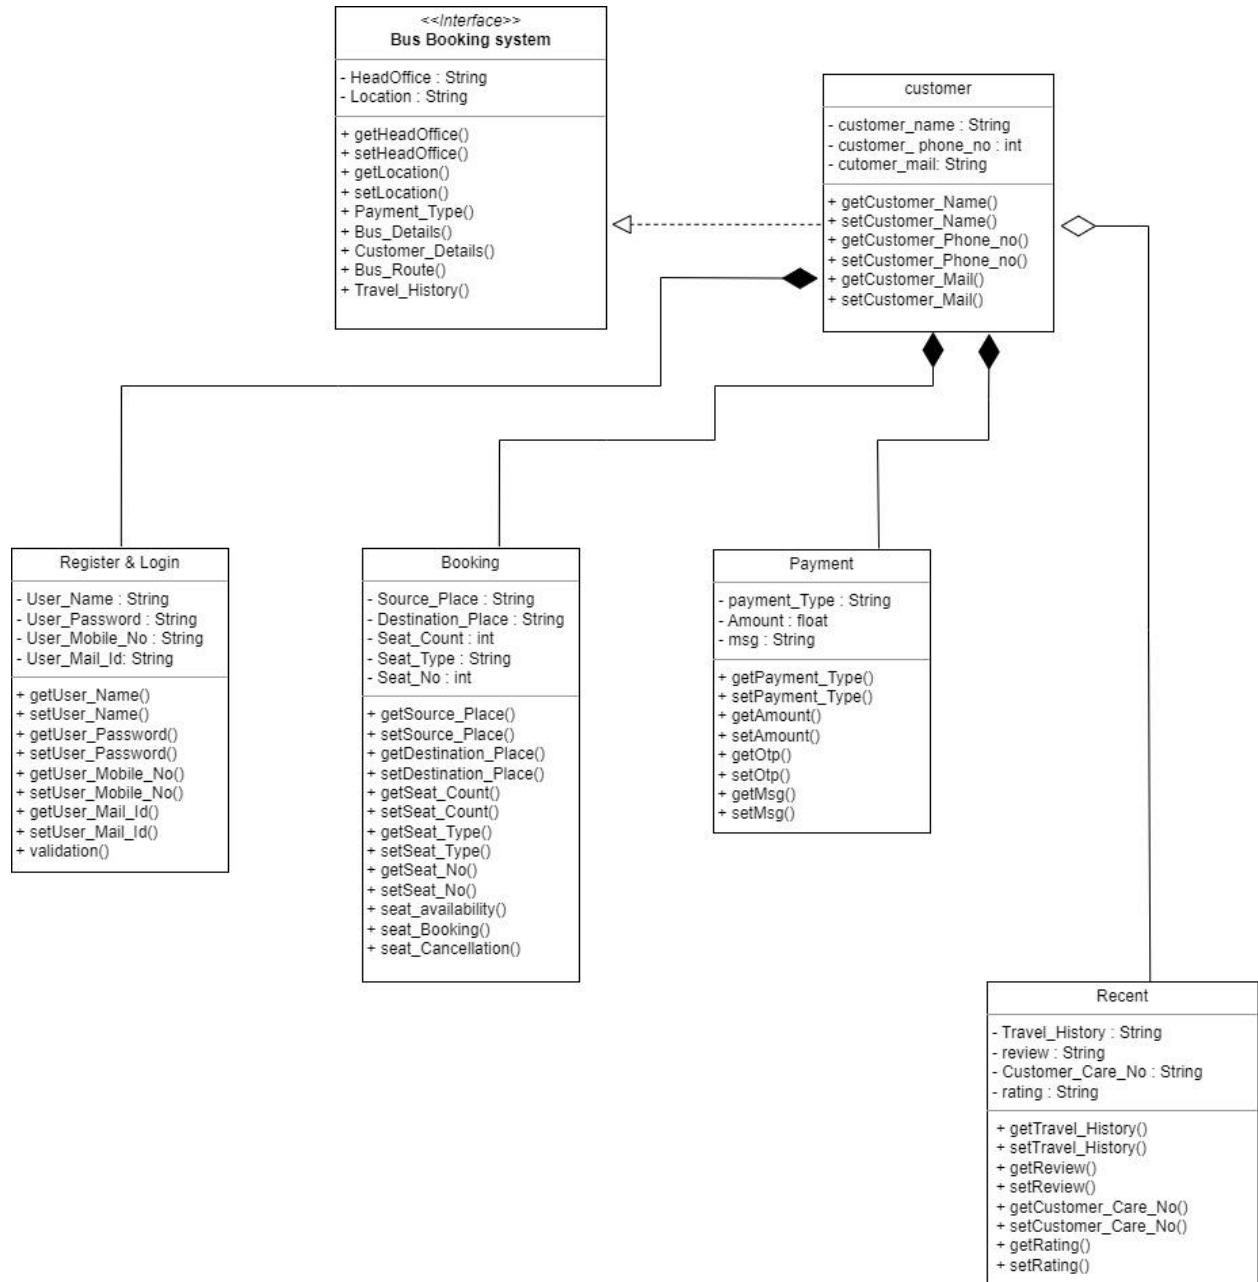 <<Interface>>
Bus Booking system
- HeadOffice : String
- Location : String
+ getHeadOffice()
+ setHeadOffice()
+ getLocation()
+ setLocation()
+ Payment_Type()
+ Bus_Details()
+ Customer_Details()
+ Bus_Route()
+ Travel_History()
customer
- customer_name : String
- customer_ phone_no : int
- cutomer_mail: String
+ getCustomer_Name()
+ setCustomer_Name()
+ getCustomer_Phone_no()
+ setCustomer_Phone_no()
+ getCustomer_Mail()
+ setCustomer_Mail()
Register & Login
- User_Name : String
- User_Password : String
- User_Mobile_No : String
- User_Mail_Id: String
+ getUser_Name()
+ setUser_Name()
+ getUser_Password()
+ setUser_Password()
+ getUser_Mobile_No()
+ setUser_Mobile_No()
+ getUser_Mail_Id()
+ setUser_Mail_Id()
+ validation()
Booking
- Source_Place : String
- Destination_Place : String
- Seat_Count : int
- Seat_Type : String
- Seat_No : int
+ getSource_Place()
+ setSource_Place()
+ getDestination_Place()
+ setDestination_Place()
+ getSeat_Count()
+ setSeat_Count()
+ getSeat_Type()
+ setSeat_Type()
+ getSeat_No()
+ setSeat_No()
+ seat_availability()
+ seat_Booking()
+ seat_Cancellation()
Payment
- payment_Type : String
- Amount : float
- msg : String
+ getPayment_Type()
+ setPayment_Type()
+ getAmount()
+ setAmount()
+ getOtp()
+ setOtp()
+ getMsg()
+ setMsg()
Recent
- Travel_History : String
- review : String
- Customer_Care_No : String
- rating : String
+ getTravel_History()
+ setTravel_History()
+ getReview()
+ setReview()
+ getCustomer_Care_No()
+ setCustomer_Care_No()
+ getRating()
+ setRating()